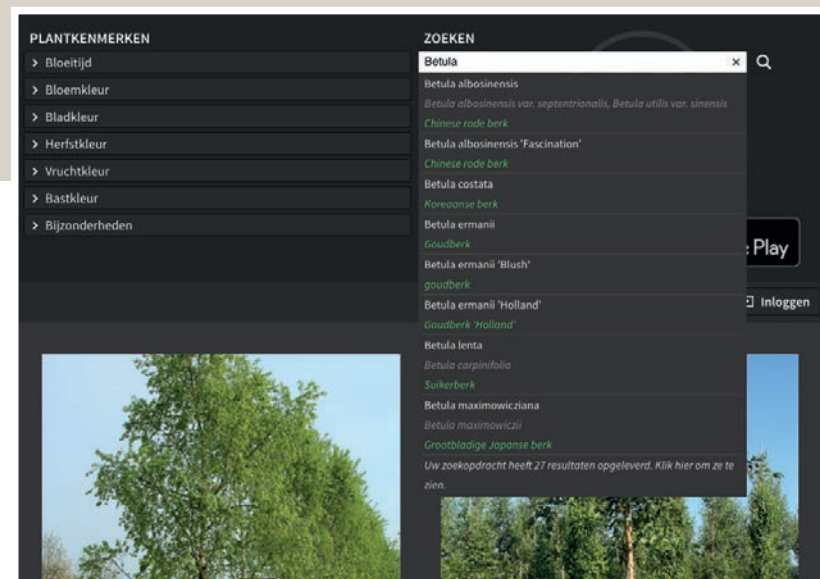 PLANTKENMERKEN
> Bloeitijd
> Bloemkleur
> Bladkleur
> Herfstkleur
> Vruchtkleur
> Bastkleur
> Bijzonderheden
ZOEKEN
Betula ×
Betula albosinensis
Betula albosinensis var. septentrionalis, Betula utilis var. sinensis
Chinese rode berk
Betula albosinensis 'Fascination'
Chinese rode berk
Betula costata
Koreaanse berk
Betula ermanii
Goudberk
Betula ermanii 'Blush'
goudberk
Betula ermanii 'Holland'
Goudberk 'Holland'
Betula lenta
Betula carpinifolia
Suikerberk
Betula maximowicziana
Betula maximowiczii
Grootbladige Japanse berk
Uw zoekopdracht heeft 27 resultaten opgeleverd. Klik hier om ze te
zien.
Play
Inloggen